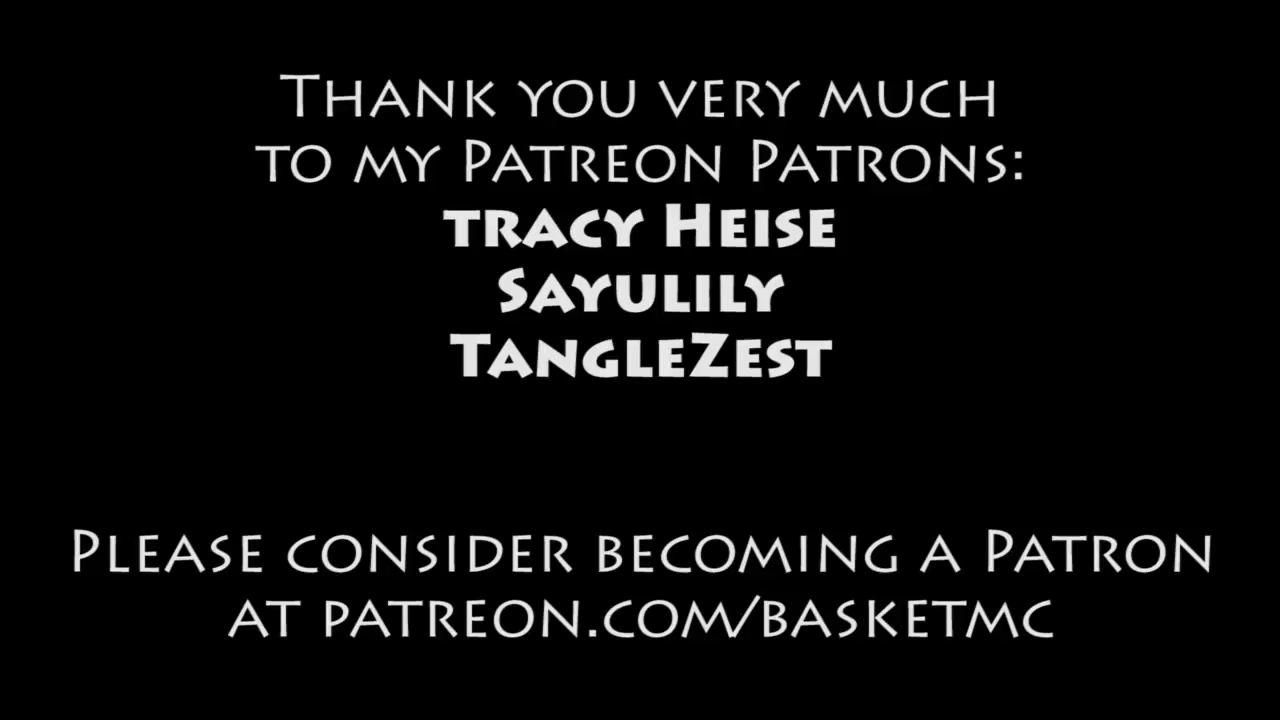 Thank you very much
to my Patreon Patrons:
tracy Heise
Sayulily
TangleZest
Please consider becoming a Patron
at patreon.com/basketmc